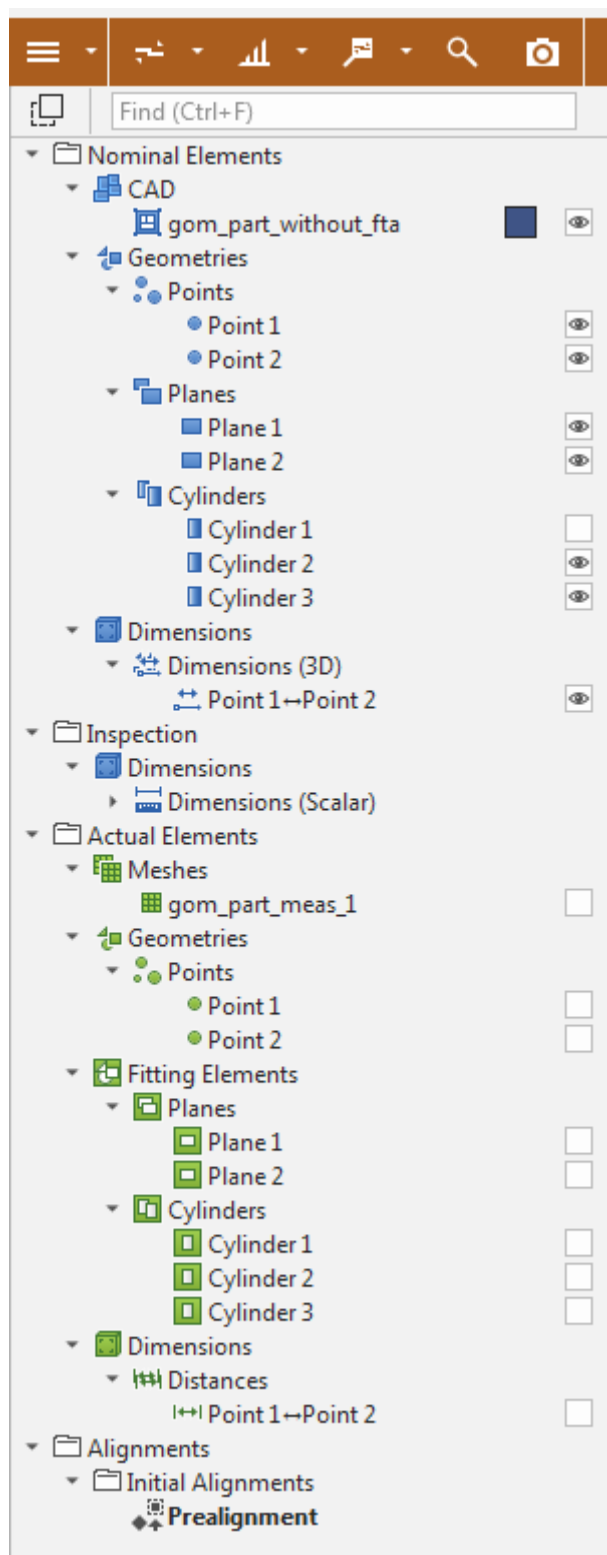 Find (Ctrl+F)
Nominal Elements
CAD
gom_part_without_fta
Geometries
Points
Point 1
Point 2
Planes
Plane 1
Plane 2
Cylinders
Cylinder 1
Cylinder 2
Cylinder 3
Dimensions
Dimensions (3D)
Point 1↔Point 2
Inspection
Dimensions
Dimensions (Scalar)
Actual Elements
Meshes
gom_part_meas_1
Geometries
Points
Point 1
Point 2
Fitting Elements
Planes
Plane 1
Plane 2
Cylinders
Cylinder 1
Cylinder 2
Cylinder 3
Dimensions
Distances
Point 1↔Point 2
Alignments
Initial Alignments
Prealignment